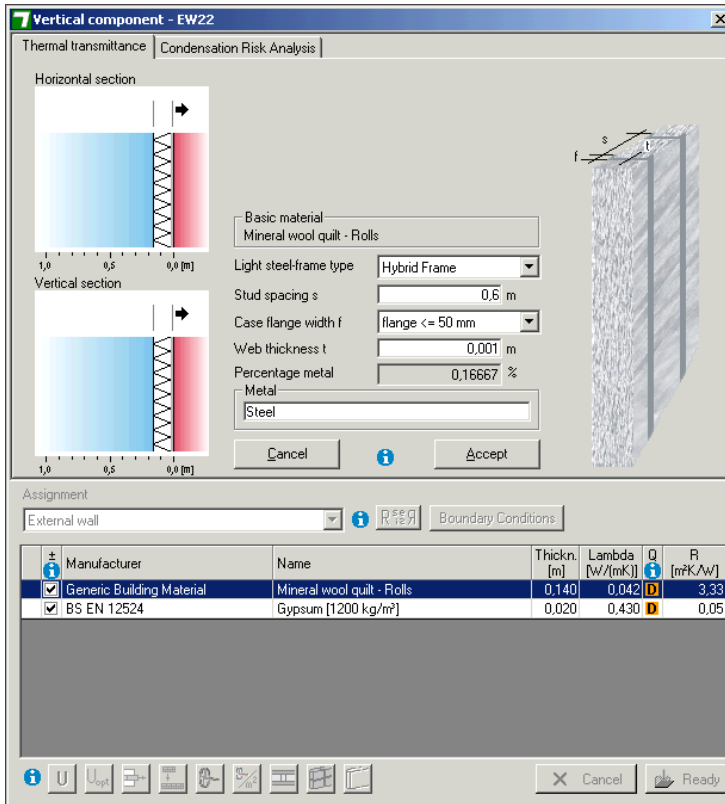 Vertical component - EW22
Thermal transmittance
Condensation Risk Analysis
Horizontal section
1,0 0,5 0,0 [m]
Vertical section
1,0 0,5 0,0 [m]
Basic material
Mineral wool quilt - Rolls
Light steel-frame type Hybrid Frame
Stud spacing s 0,6 m
Case flange width f flange <= 50 mm
Web thickness t 0,001 m
Percentage metal 0,16667 %
Metal
Steel
Cancel Accept
s
f t
Assignment
External wall Boundary Conditions
± Manufacturer Name Thickn. [m] Lambda [W/(mK)] Q R [m²K/W]
Generic Building Material Mineral wool quilt - Rolls 0,140 0,042 D 3,33
BS EN 12524 Gypsum [1200 kg/m³] 0,020 0,430 D 0,05
U Uopt Cancel Ready